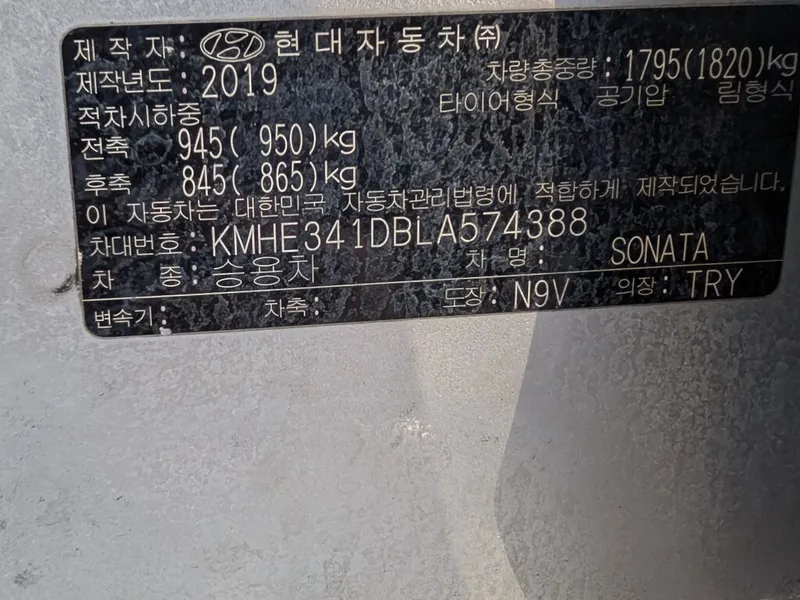 제 작 자 : 현대자동차(주)
제작년도 : 2019 차량총중량 : 1795(1820)kg
적차시하중 타이어형식 공기압 림형식
전축 945( 950)kg
후축 845( 865)kg
이 자동차는 대한민국 자동차관리법령에 적합하게 제작되었습니다.
차대번호 : KMHE341DBLA574388
차 종 : 승용차 차 명 : SONATA
변속기 : 차축 : 도장 : N9V 의장 : TRY